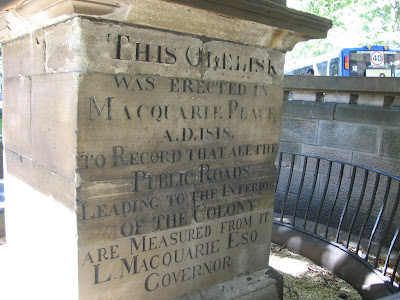 THIS OBELISK
WAS ERECTED IN
MACQUARIE PLACE
A.D.1818.
TO RECORD THAT ALL THE
PUBLIC ROADS
LEADING TO THE INTERIOR
OF THE COLONY
ARE MEASURED FROM IT
L. MACQUARIE ESQ
GOVERNOR
40